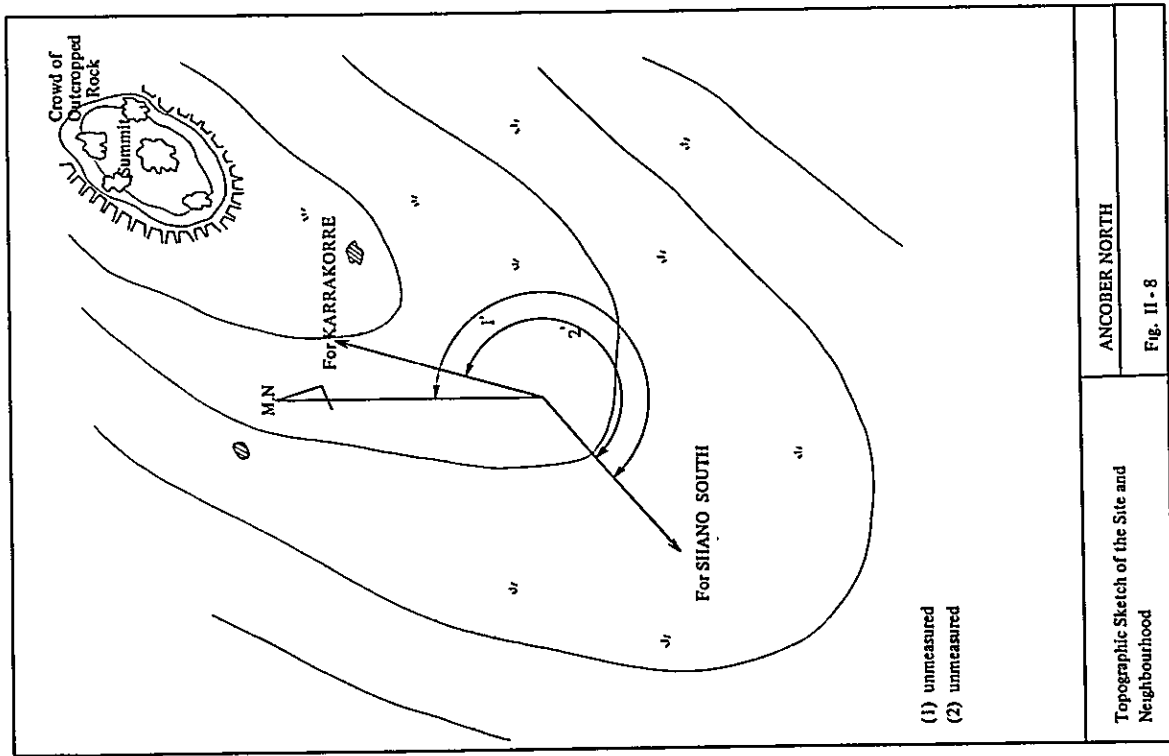 Crowd of
Outcropped
Rock
Summit
For KARRAKORRE
M.N
1'
2'
For SHANO SOUTH
(1) unmeasured
(2) unmeasured
Topographic Sketch of the Site and
Neighbourhood
ANCOBER NORTH
Fig. II - 8